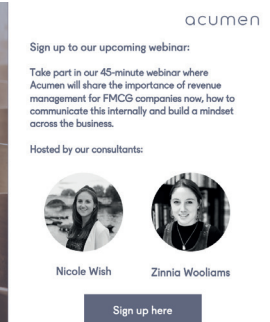 acumen
Sign up to our upcoming webinar:
Take part in our 45-minute webinar where
Acumen will share the importance of revenue
management for FMCG companies now, how to
communicate this internally and build a mindset
across the business.
Hosted by our consultants:
Nicole Wish
Zinnia Wooliams
Sign up here